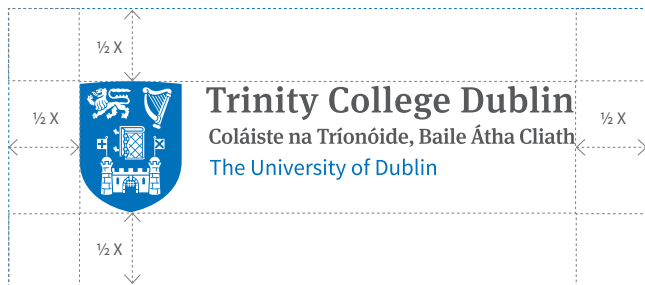 ½ X
Trinity College Dublin
½ X
½ X
Coláiste na Tríonóide, Baile Átha Cliath
The University of Dublin
½ X